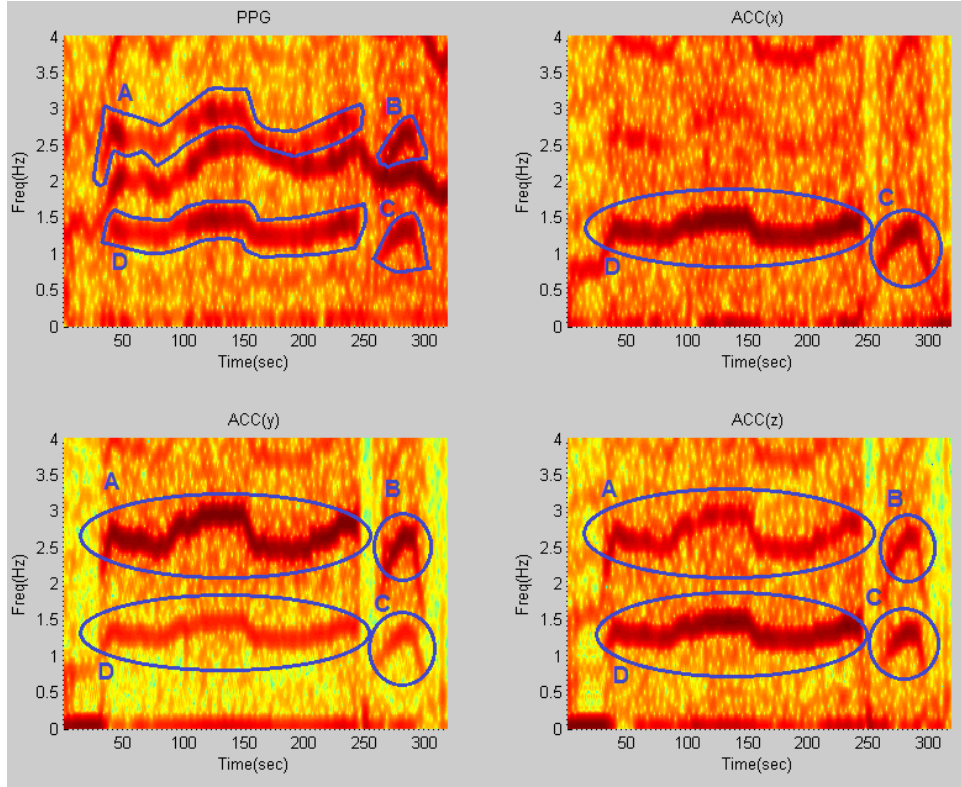 PPG
ACC(x)
4
3.5
3
2.5
2
1.5
1
0.5
0
Freq(Hz)
A
B
C
D
50
100
150
200
250
300
Time(sec)
4
3.5
3
2.5
2
1.5
1
0.5
0
Freq(Hz)
C
D
50
100
150
200
250
300
Time(sec)
ACC(y)
ACC(z)
4
3.5
3
2.5
2
1.5
1
0.5
0
Freq(Hz)
A
B
C
D
50
100
150
200
250
300
Time(sec)
4
3.5
3
2.5
2
1.5
1
0.5
0
Freq(Hz)
A
B
C
D
50
100
150
200
250
300
Time(sec)